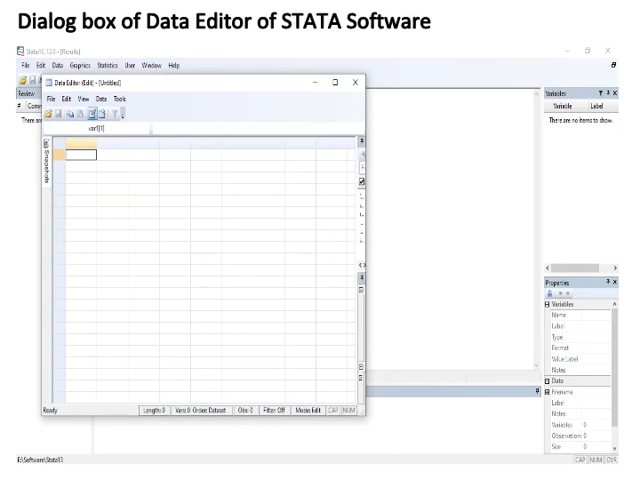 Dialog box of Data Editor of STATA Software
Stata/IC 13.0 - [Results]
File Edit Data Graphics Statistics User Window Help
Review
# Comm
There are
Data Editor (Edit) - [Untitled]
File Edit View Data Tools
var1[1]
Snapshots
Ready
Length: 0 Vars: 0 Order: Dataset Obs: 0 Filter: Off Mode: Edit CAP NUM
Variables
Variable Label
There are no items to show.
Properties
Variables
Name
Label
Type
Format
Value Label
Notes
Data
Filename
Label
Notes
Variables 0
Observations 0
Size 0
E:\Software\Stata13
CAP NUM OVR